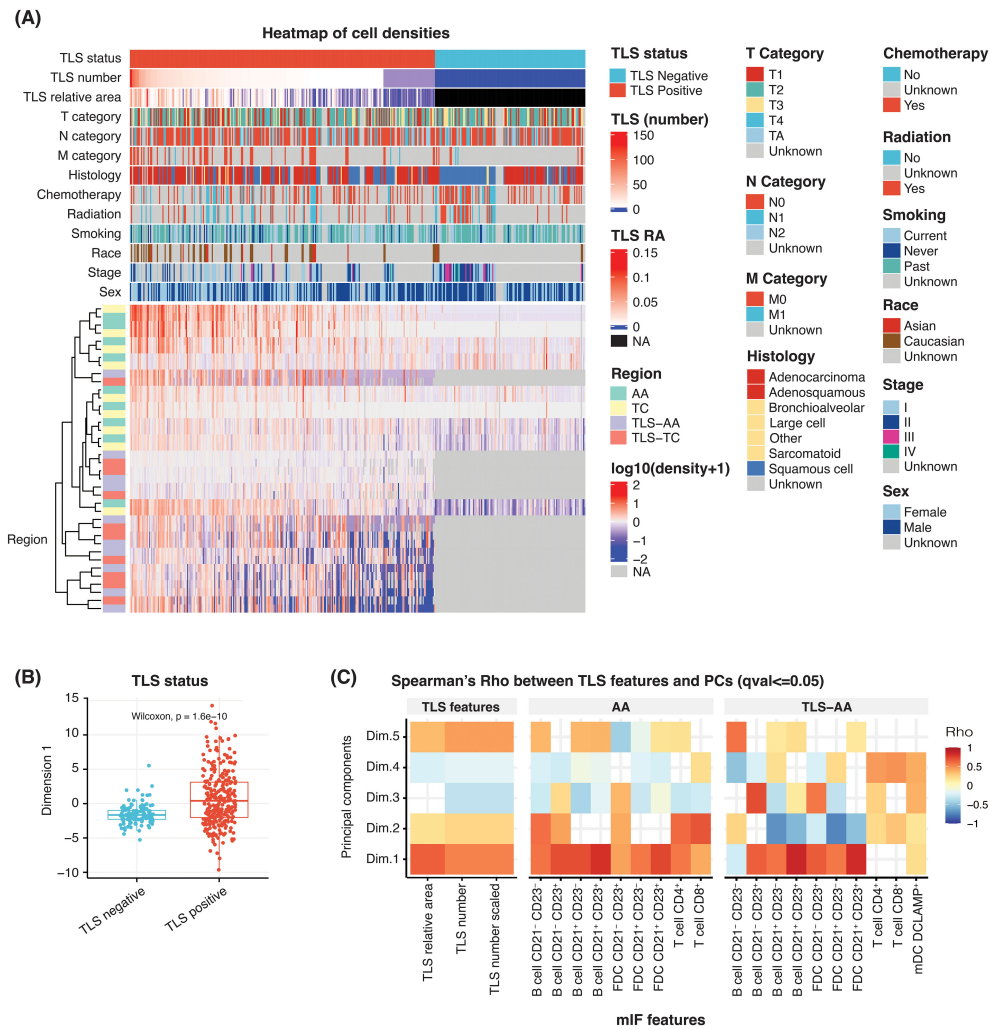 (A)
Heatmap of cell densities
TLS status
TLS number
TLS relative area
T category
N category
M category
Histology
Chemotherapy
Radiation
Smoking
Race
Stage
Sex
Region
TLS status
TLS Negative
TLS Positive
TLS (number)
150
100
50
0
TLS RA
0.15
0.1
0.05
0
NA
Region
AA
TC
TLS-AA
TLS-TC
log10(density+1)
2
1
0
−1
−2
NA
T Category
T1
T2
T3
T4
TA
Unknown
N Category
N0
N1
N2
Unknown
M Category
M0
M1
Unknown
Histology
Adenocarcinoma
Adenosquamous
Bronchioalveolar
Large cell
Other
Sarcomatoid
Squamous cell
Unknown
Chemotherapy
No
Unknown
Yes
Radiation
No
Unknown
Yes
Smoking
Current
Never
Past
Unknown
Race
Asian
Caucasian
Unknown
Stage
I
II
III
IV
Unknown
Sex
Female
Male
Unknown
(B)
TLS status
Wilcoxon, p = 1.6e−10
Dimension 1
15
10
5
0
−5
−10
TLS negative
TLS positive
(C)
Spearman's Rho between TLS features and PCs (qval<=0.05)
TLS features
AA
TLS−AA
Principal components
Dim.5
Dim.4
Dim.3
Dim.2
Dim.1
TLS relative area
TLS number
TLS number scaled
B cell CD21⁻ CD23⁻
B cell CD21⁻ CD23⁺
B cell CD21⁺ CD23⁻
B cell CD21⁺ CD23⁺
FDC CD21⁻ CD23⁺
FDC CD21⁺ CD23⁻
FDC CD21⁺ CD23⁺
T cell CD4⁺
T cell CD8⁺
B cell CD21⁻ CD23⁻
B cell CD21⁻ CD23⁺
B cell CD21⁺ CD23⁻
B cell CD21⁺ CD23⁺
FDC CD21⁻ CD23⁺
FDC CD21⁺ CD23⁻
FDC CD21⁺ CD23⁺
T cell CD4⁺
T cell CD8⁺
mDC DCLAMP⁺
mIF features
Rho
1
0.5
0
−0.5
−1